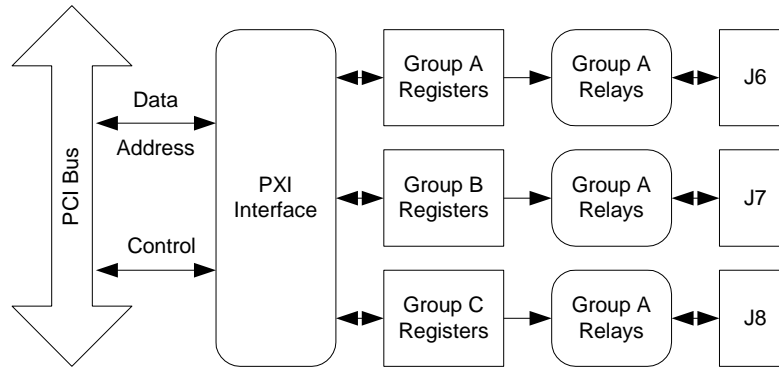 PCI Bus
Data
Address
Control
PXI
Interface
Group A
Registers
Group A
Relays
J6
Group B
Registers
Group A
Relays
J7
Group C
Registers
Group A
Relays
J8